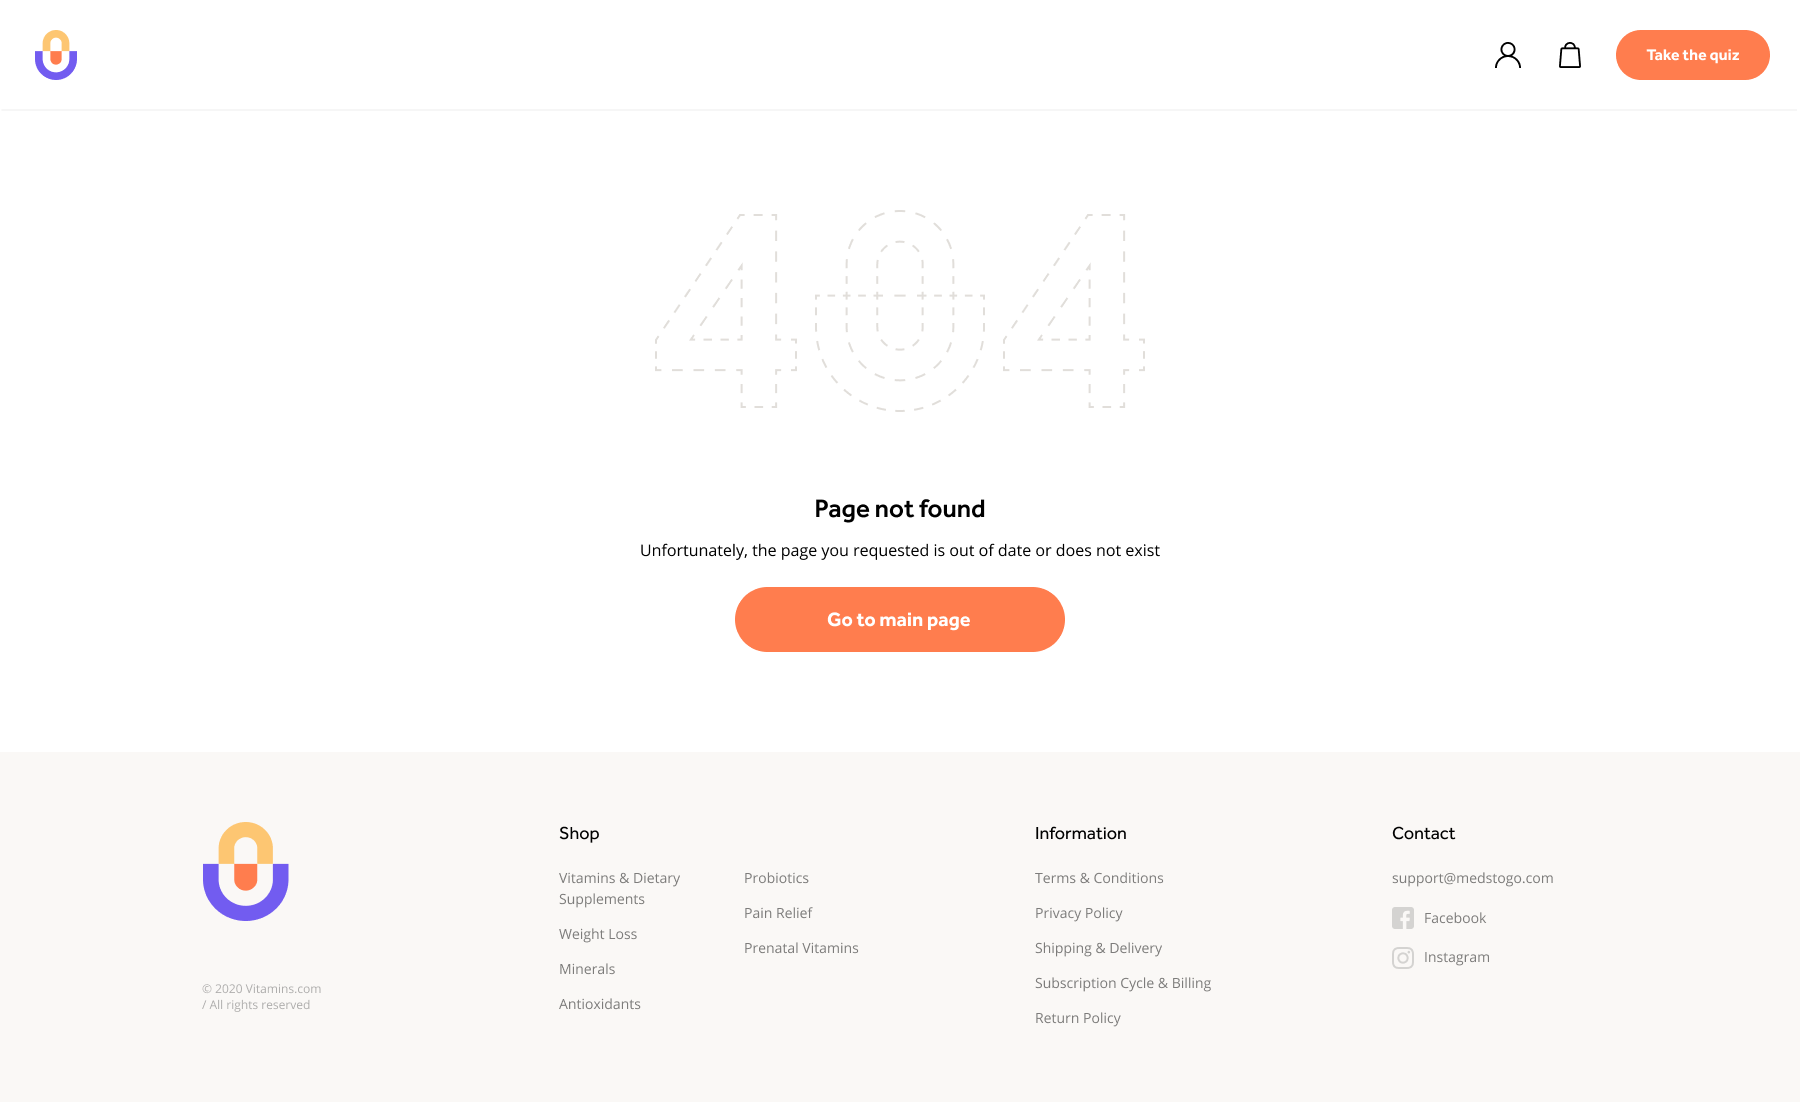 Take the quiz
404
Page not found
Unfortunately, the page you requested is out of date or does not exist
Go to main page
© 2020 Vitamins.com
/ All rights reserved
Shop
Vitamins & Dietary
Supplements
Weight Loss
Minerals
Antioxidants
Probiotics
Pain Relief
Prenatal Vitamins
Information
Terms & Conditions
Privacy Policy
Shipping & Delivery
Subscription Cycle & Billing
Return Policy
Contact
support@medstogo.com
Facebook
Instagram